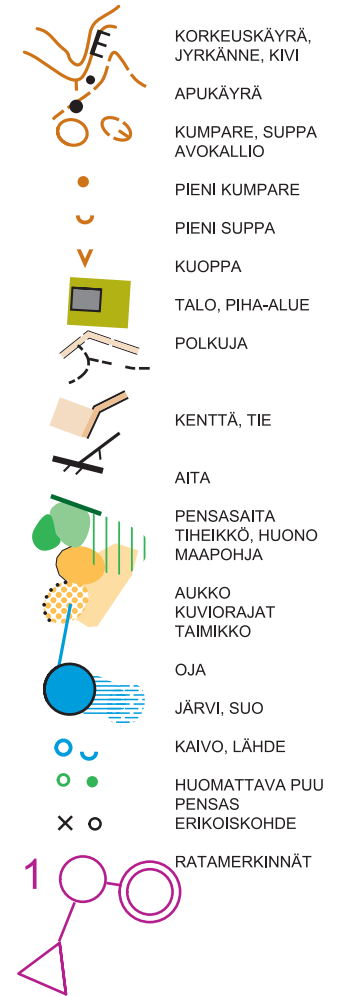 KORKEUSKÄYRÄ,
JYRKÄNNE, KIVI
APUKÄYRÄ
KUMPARE, SUPPA
AVOKALLIO
PIENI KUMPARE
PIENI SUPPA
KUOPPA
TALO, PIHA-ALUE
POLKUJA
KENTTÄ, TIE
AITA
PENSASAITA
TIHEIKKÖ, HUONO
MAAPOHJA
AUKKO
KUVIORAJAT
TAIMIKKO
OJA
JÄRVI, SUO
KAIVO, LÄHDE
HUOMATTAVA PUU
PENSAS
ERIKOISKOHDE
RATAMERKINNÄT
1